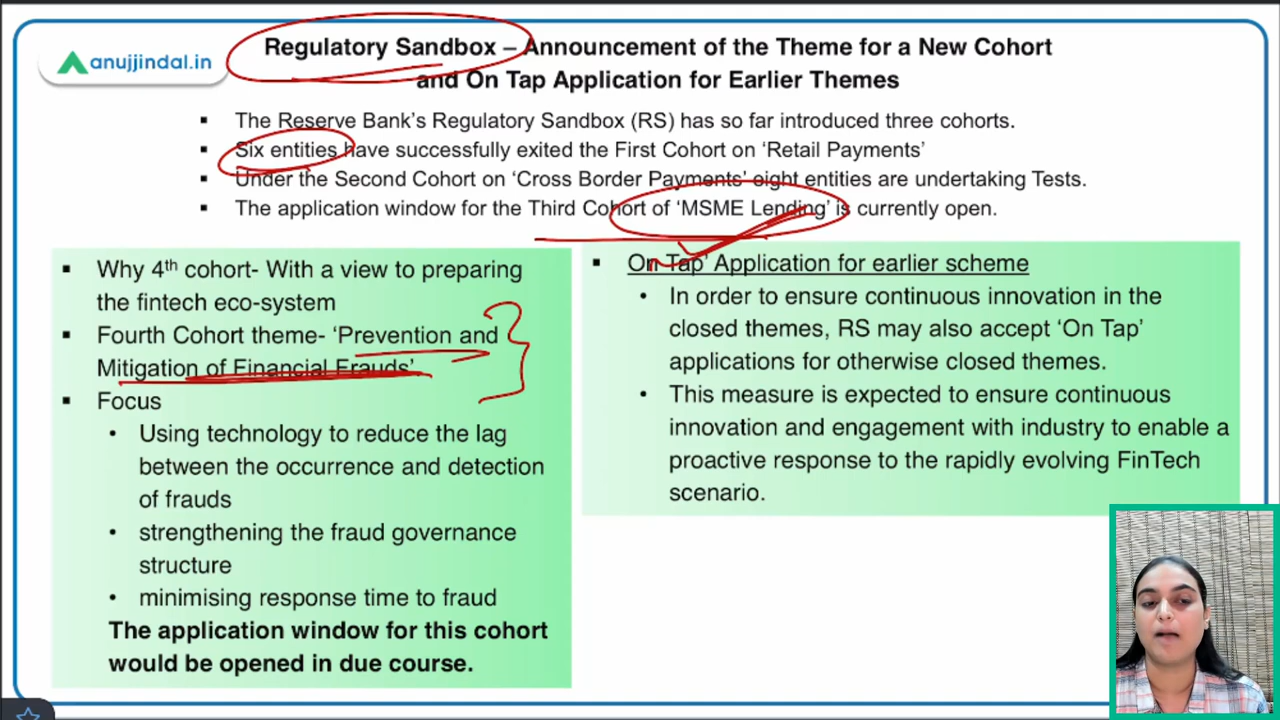 Regulatory Sandbox – Announcement of the Theme for a New Cohort
and On Tap Application for Earlier Themes
anujjindal.in
▪ The Reserve Bank's Regulatory Sandbox (RS) has so far introduced three cohorts.
▪ Six entities have successfully exited the First Cohort on 'Retail Payments'
▪ Under the Second Cohort on 'Cross Border Payments' eight entities are undertaking Tests.
▪ The application window for the Third Cohort of 'MSME Lending' is currently open.
▪ Why 4th cohort- With a view to preparing
the fintech eco-system
▪ Fourth Cohort theme- 'Prevention and
Mitigation of Financial Frauds'.
▪ Focus
• Using technology to reduce the lag
between the occurrence and detection
of frauds
• strengthening the fraud governance
structure
• minimising response time to fraud
The application window for this cohort
would be opened in due course.
▪ On Tap' Application for earlier scheme
• In order to ensure continuous innovation in the
closed themes, RS may also accept 'On Tap'
applications for otherwise closed themes.
• This measure is expected to ensure continuous
innovation and engagement with industry to enable a
proactive response to the rapidly evolving FinTech
scenario.